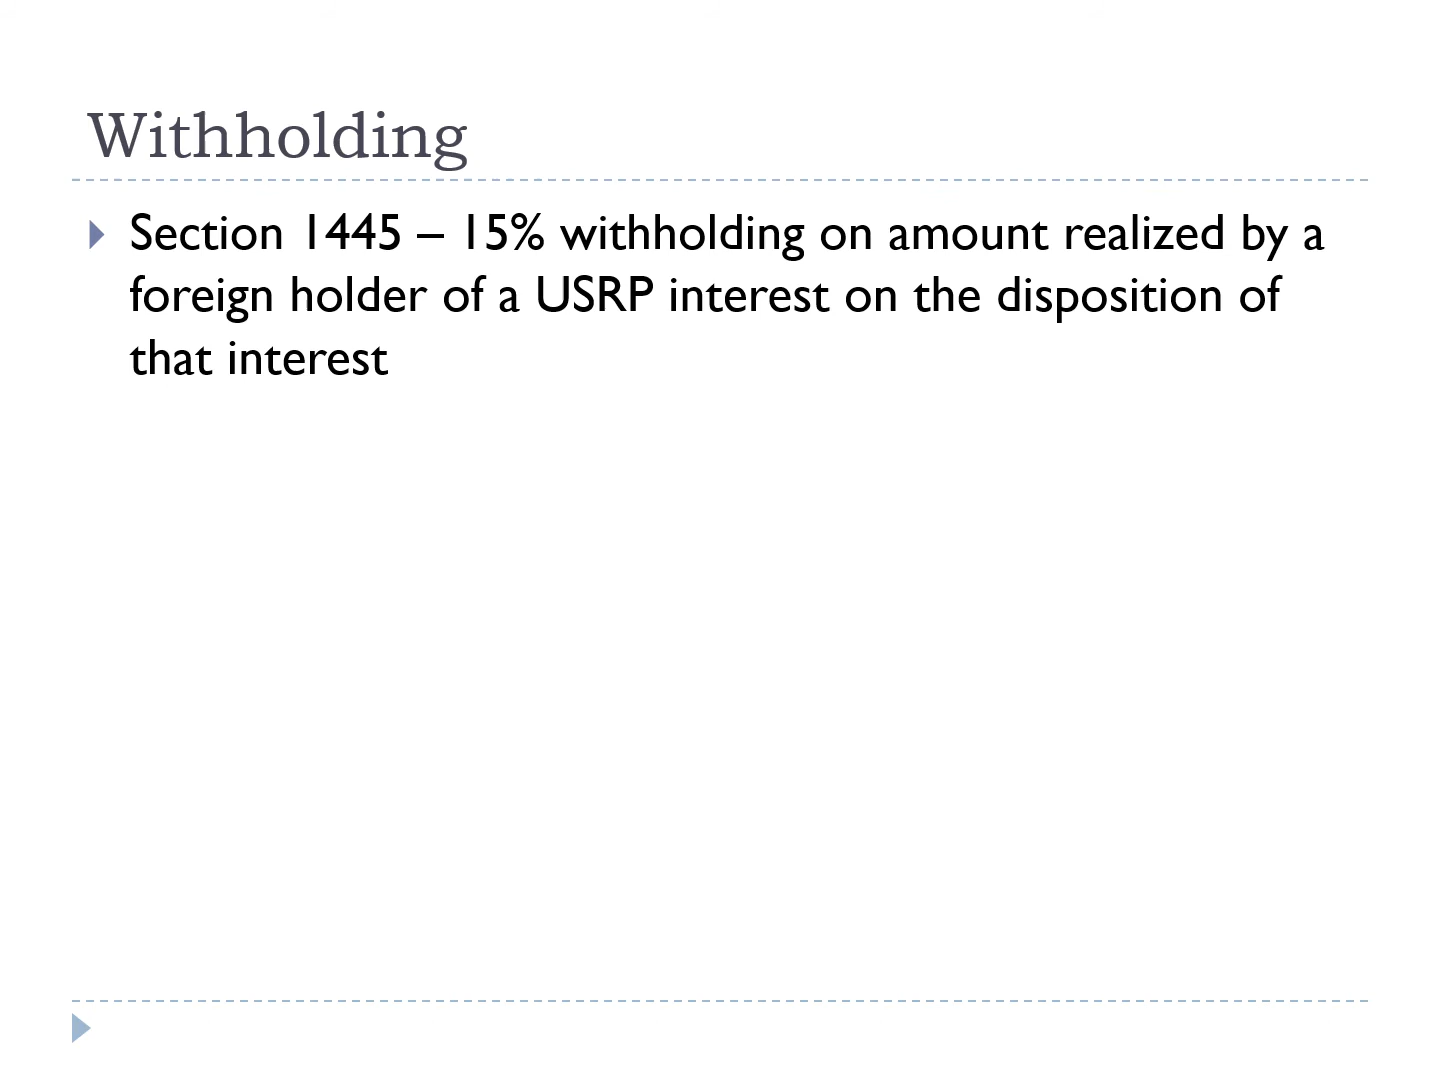 Withholding
Section 1445 – 15% withholding on amount realized by a
foreign holder of a USRP interest on the disposition of
that interest